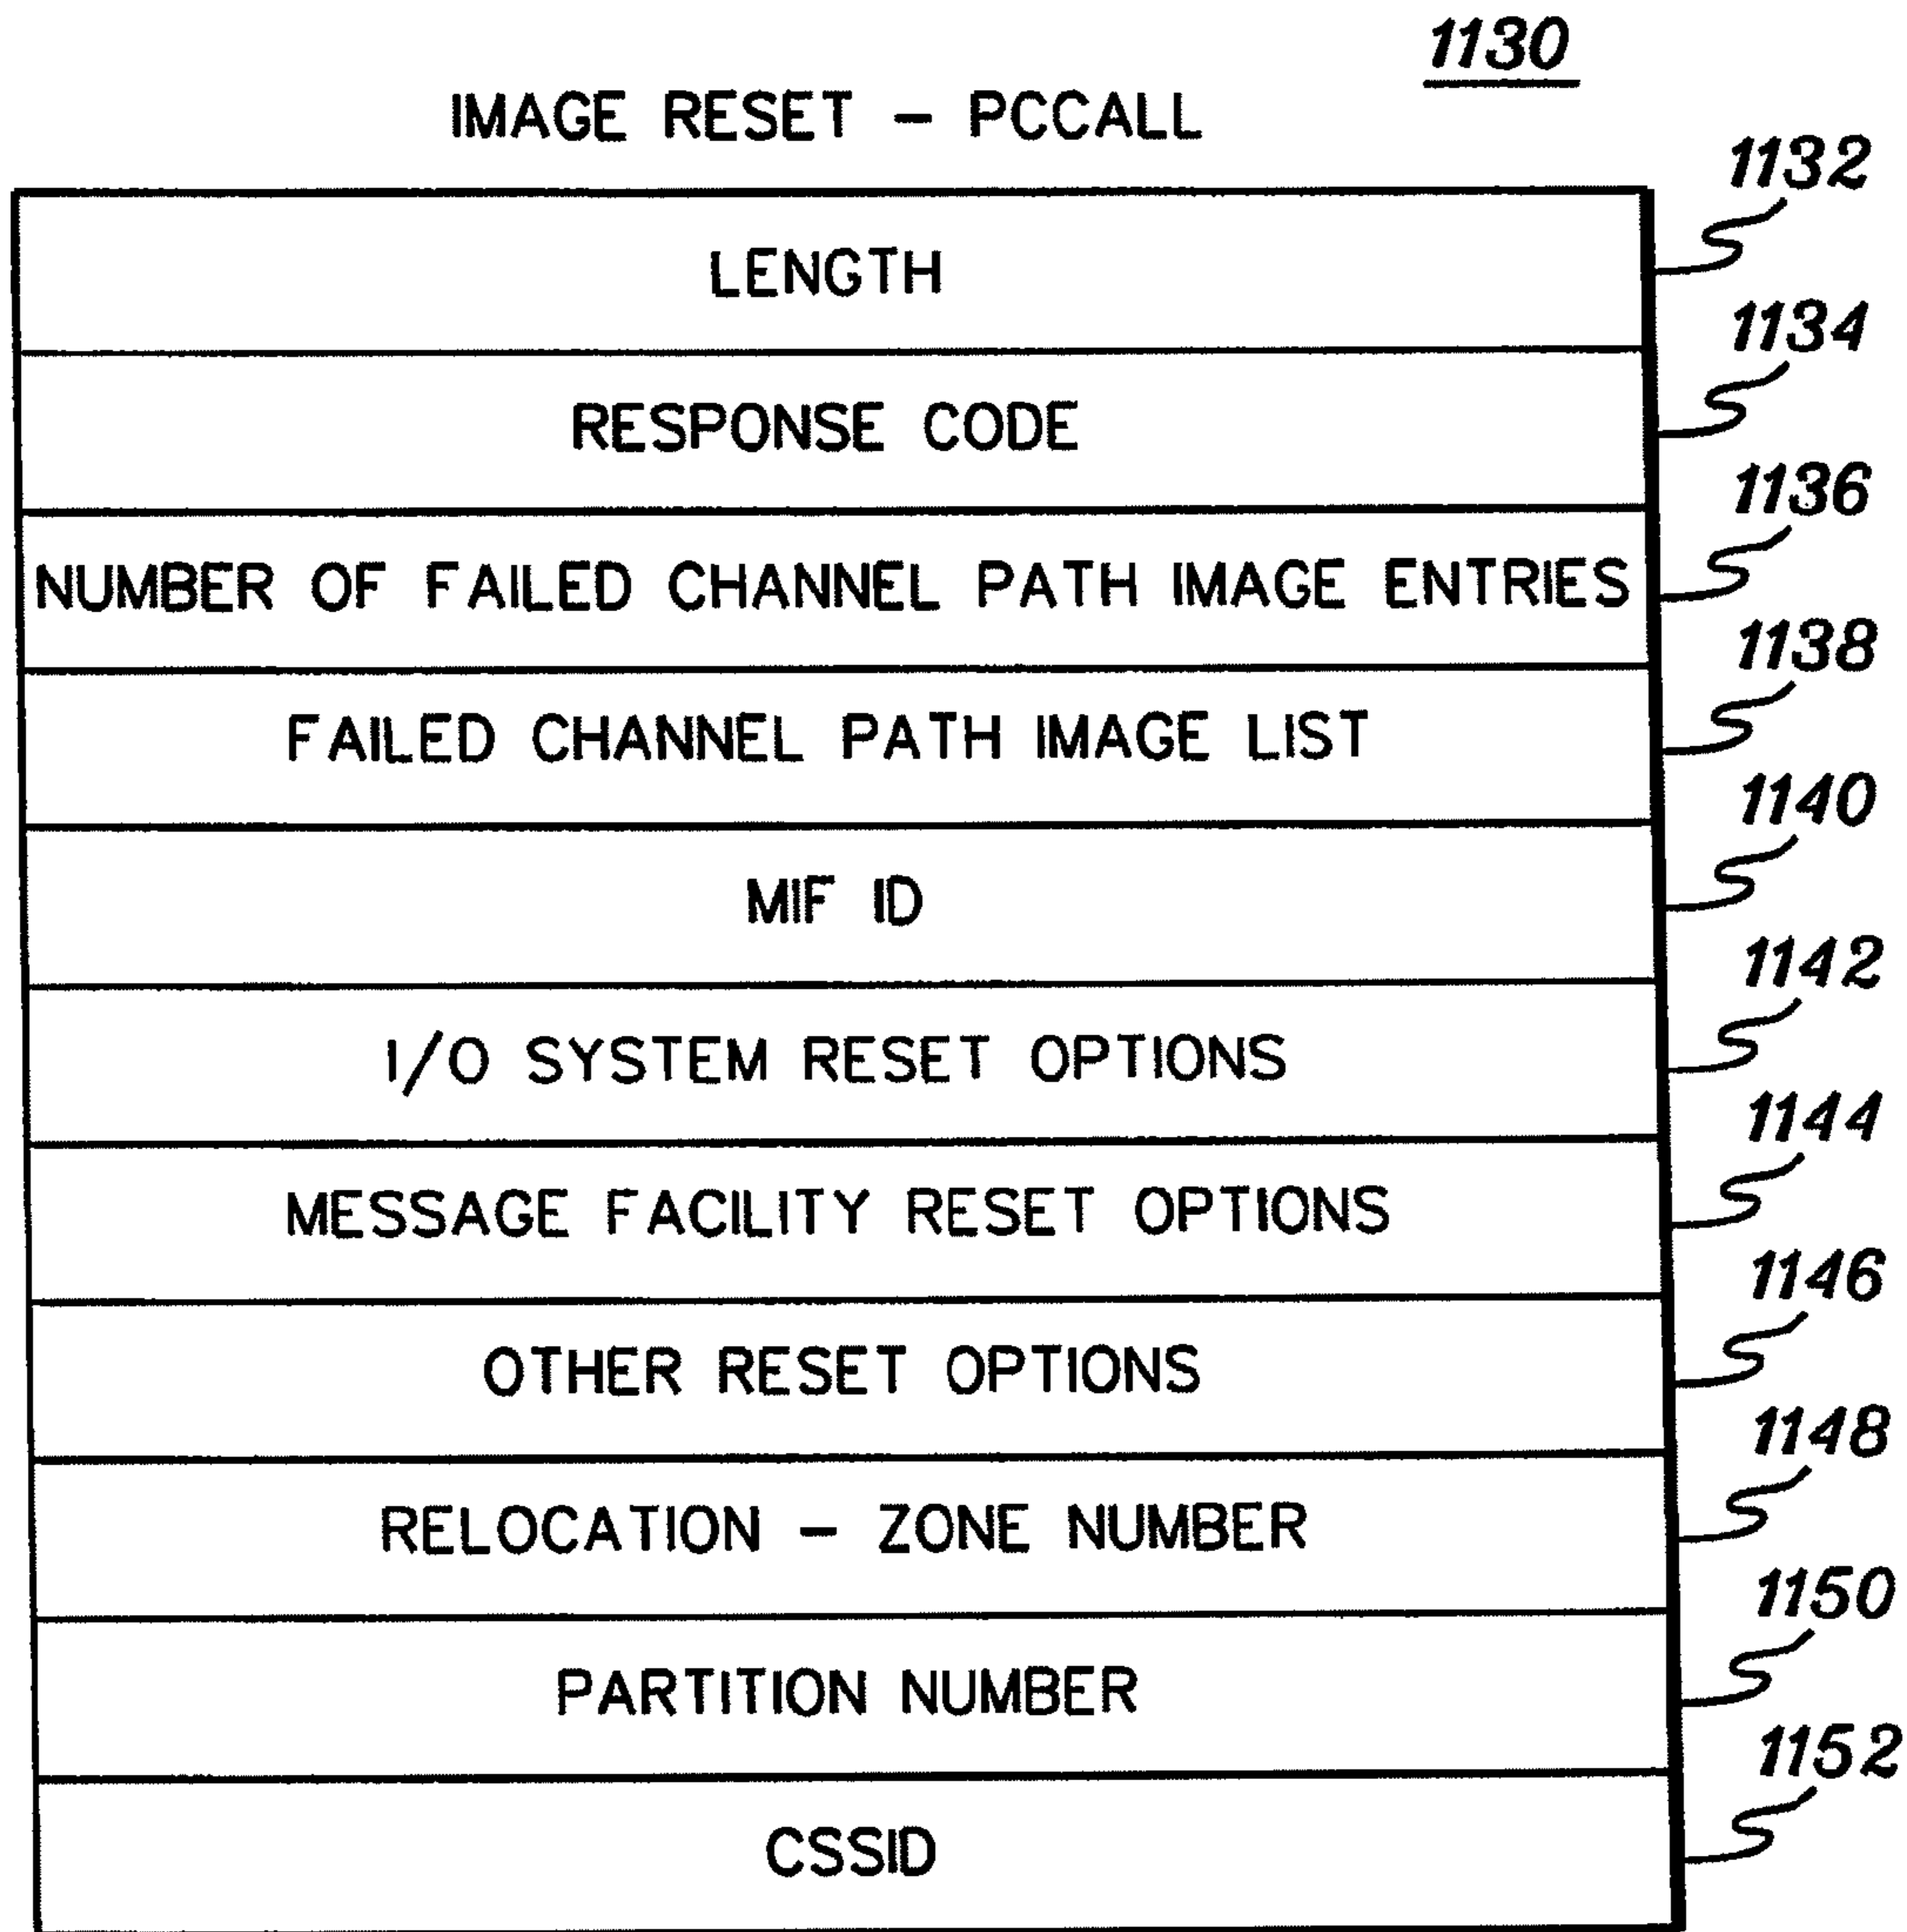 1130
IMAGE RESET – PCCALL
1132
LENGTH
1134
RESPONSE CODE
1136
NUMBER OF FAILED CHANNEL PATH IMAGE ENTRIES
1138
FAILED CHANNEL PATH IMAGE LIST
1140
MIF ID
1142
I/O SYSTEM RESET OPTIONS
1144
MESSAGE FACILITY RESET OPTIONS
1146
OTHER RESET OPTIONS
1148
RELOCATION – ZONE NUMBER
1150
PARTITION NUMBER
1152
CSSID